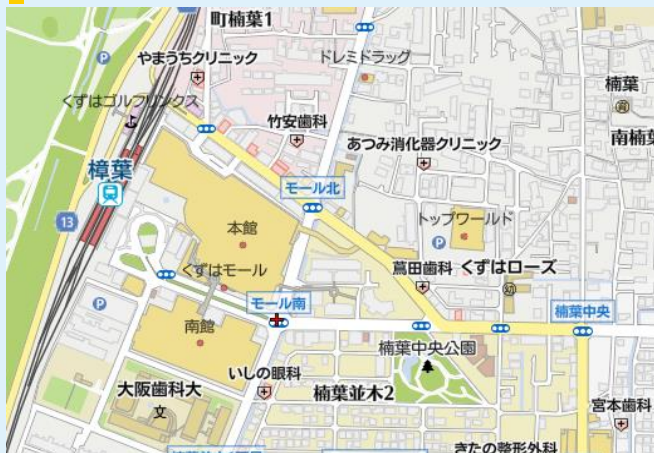 町楠葉1
やまうちクリニック
ドレミドラッグ
くずはゴルフリンクス
竹安歯科
楠葉
あつみ消化器クリニック
南楠葉
樟葉
モール北
13
本館
トップワールド
くずはモール
蔦田歯科
くずはローズ
幼
モール南
楠葉中央
南館
楠葉中央公園
いしの眼科
大阪歯科大
文
楠葉並木2
宮本歯科
きたの整形外科